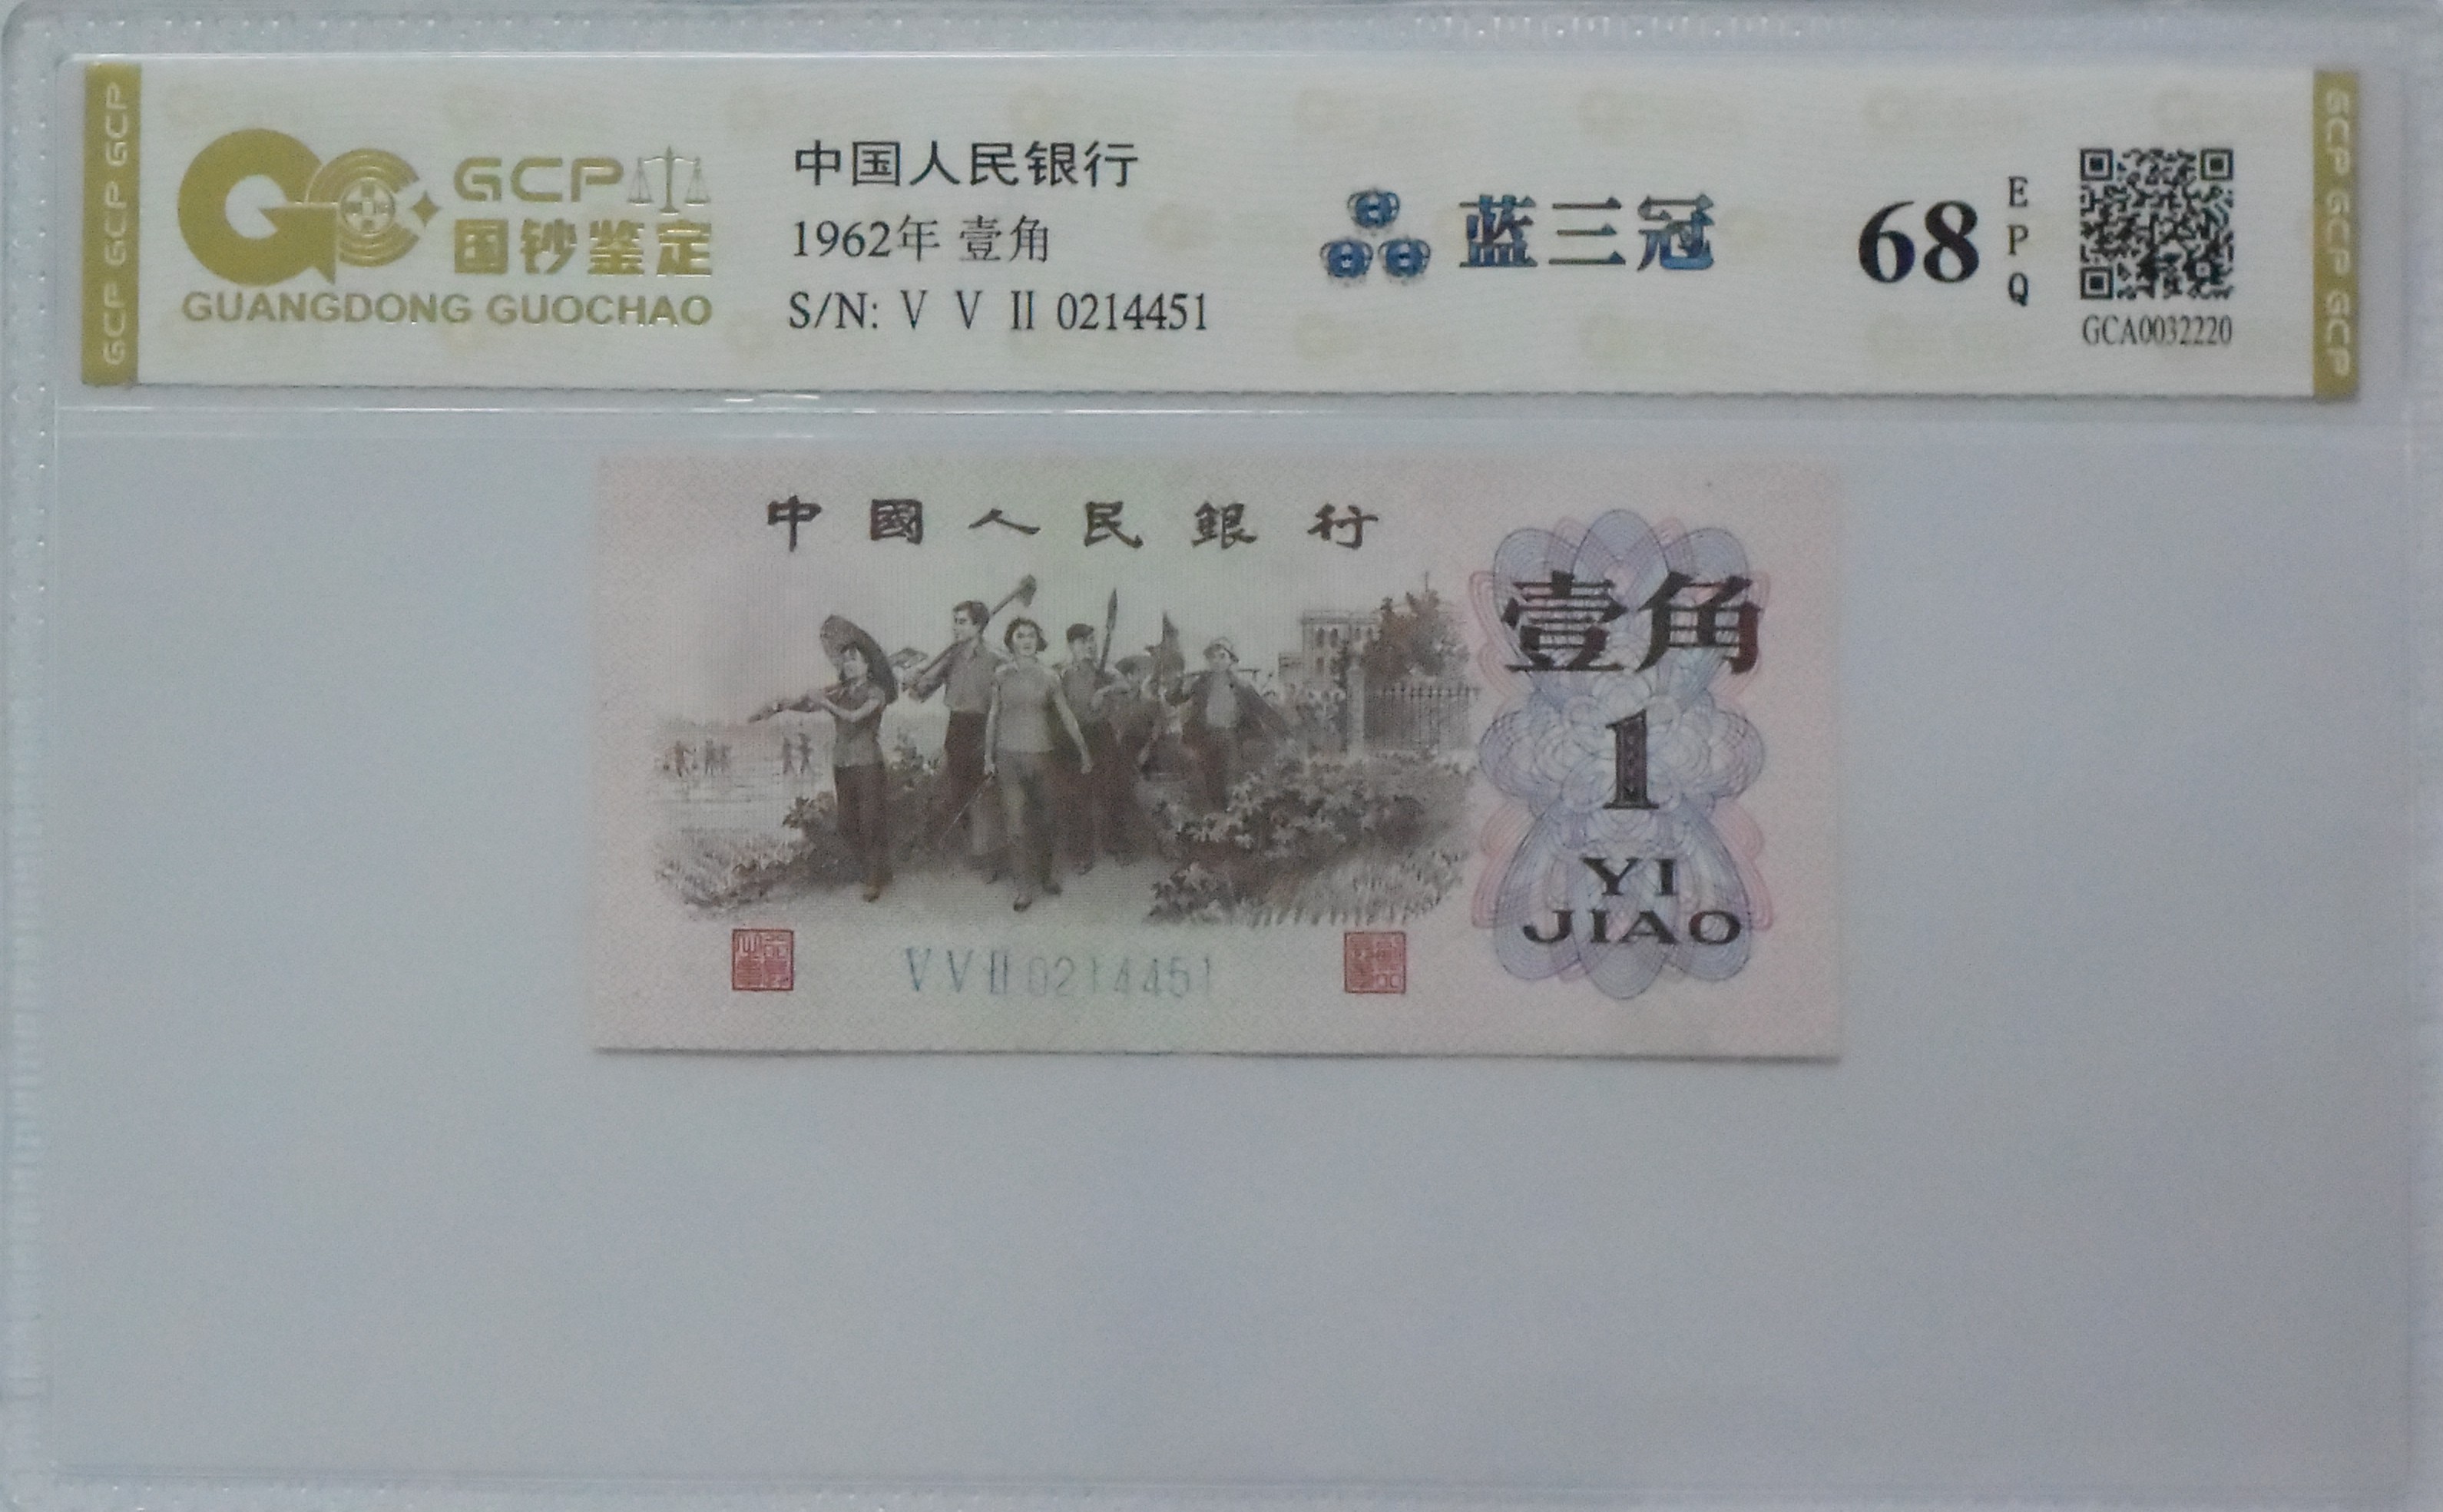 GCP GCP GCP
GCP
国钞鉴定
GUANGDONG GUOCHAO
中国人民银行
1962年 壹角
S/N: V V II 0214451
蓝三冠
68
E
P
Q
GCA0032220
GCP GCP GCP
中國人民銀行
壹角
1
YI
JIAO
V V II 0214451